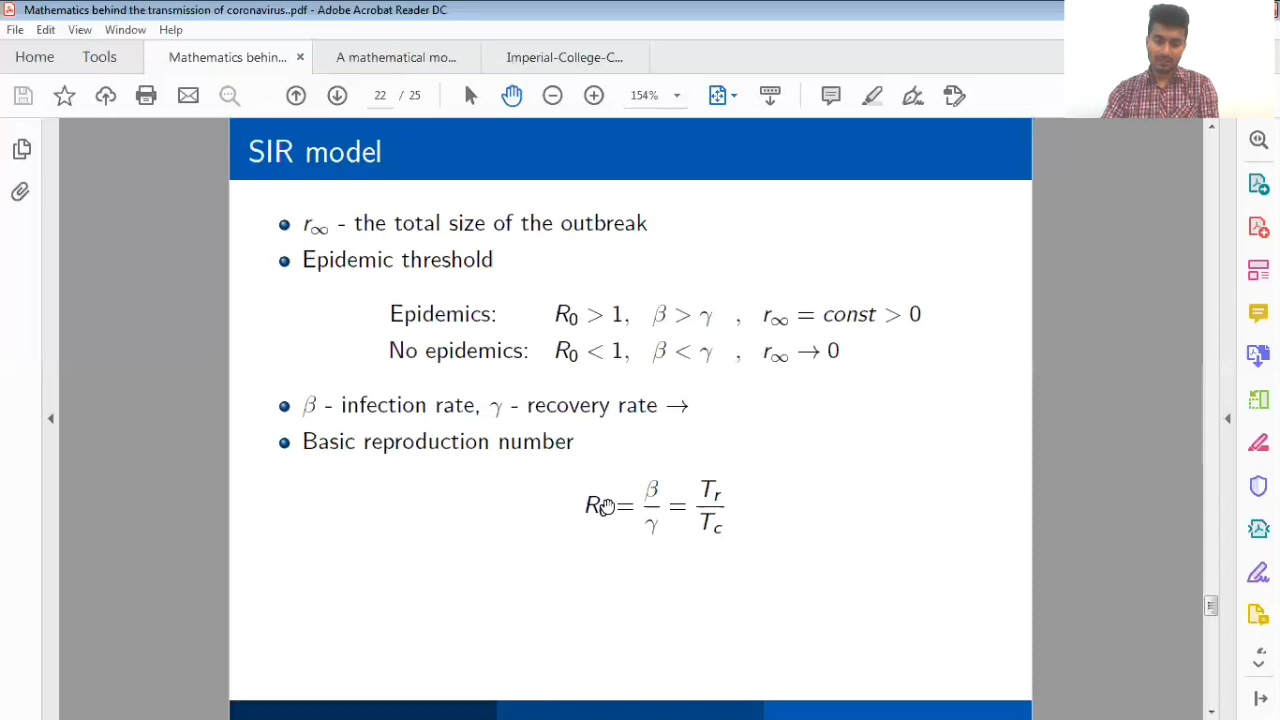 Mathematics behind the transmission of coronavirus..pdf - Adobe Acrobat Reader DC
File Edit View Window Help
Home Tools Mathematics behin... × A mathematical mo... Imperial-College-C...
22 / 25 154%
SIR model
r∞ - the total size of the outbreak
Epidemic threshold
Epidemics: R₀ > 1, β > γ , r∞ = const > 0
No epidemics: R₀ < 1, β < γ , r∞ → 0
β - infection rate, γ - recovery rate →
Basic reproduction number
R = β/γ = Tr/Tc